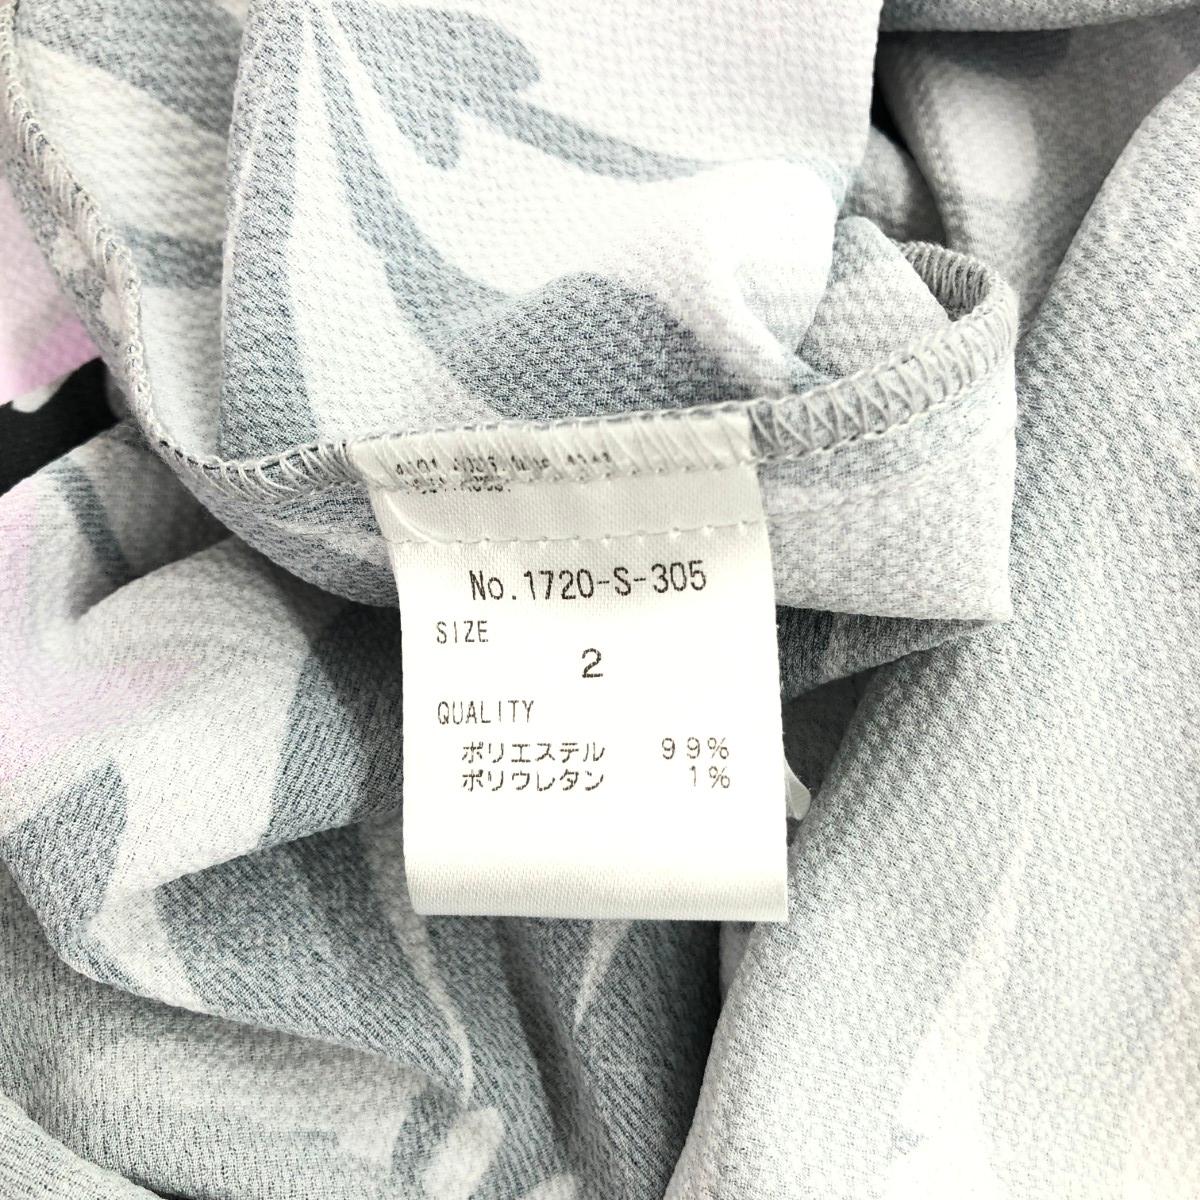 No.1720-S-305
SIZE
2
QUALITY
ポリエステル 99%
ポリウレタン 1%